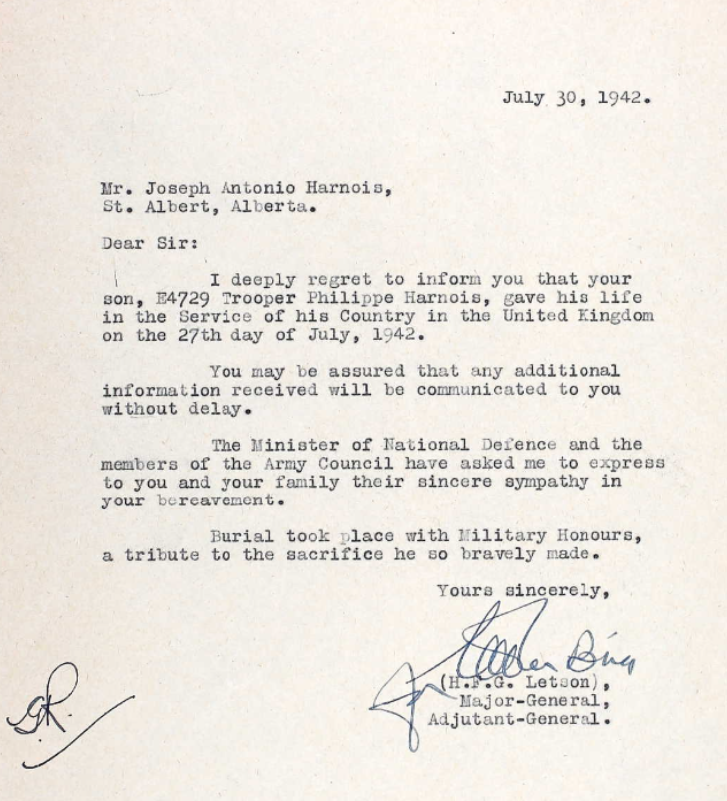 July 30, 1942.
Mr. Joseph Antonio Harnois,
St. Albert, Alberta.
Dear Sir:
I deeply regret to inform you that your
son, E4729 Trooper Philippe Harnois, gave his life
in the Service of his Country in the United Kingdom
on the 27th day of July, 1942.
You may be assured that any additional
information received will be communicated to you
without delay.
The Minister of National Defence and the
members of the Army Council have asked me to express
to you and your family their sincere sympathy in
your bereavement.
Burial took place with Military Honours,
a tribute to the sacrifice he so bravely made.
Yours sincerely,
for
(H.F.G. Letson),
Major-General,
Adjutant-General.